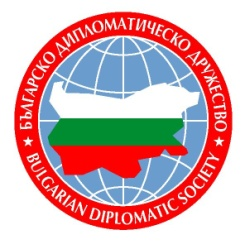 БЪЛГАРСКО ДИПЛОМАТИЧЕСКО ДРУЖЕСТВО
BULGARIAN DIPLOMATIC SOCIETY